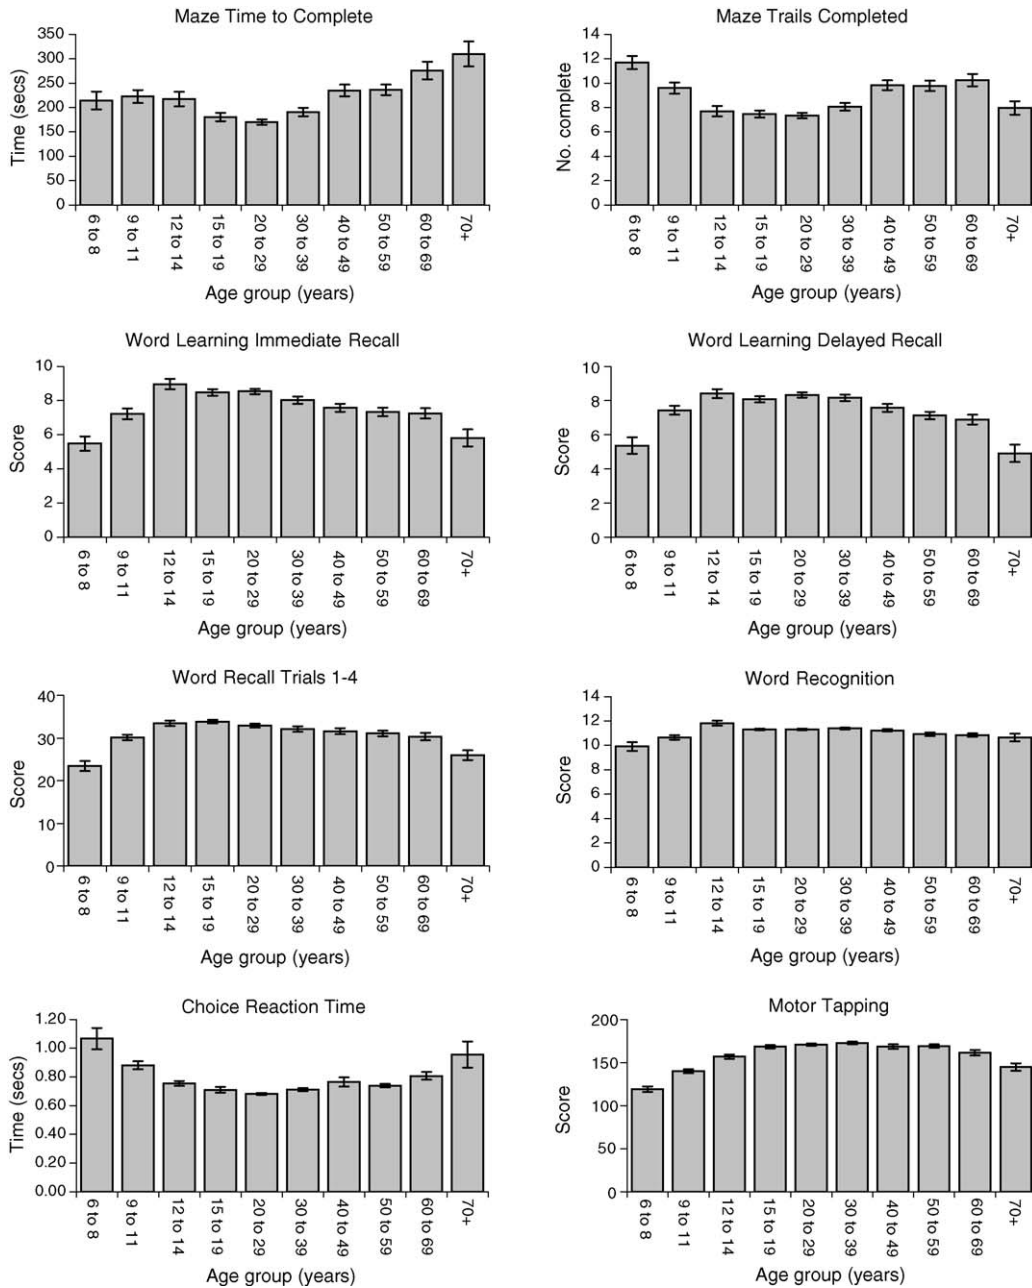 Maze Time to Complete
350
300
250
200
150
100
50
0
Time (secs)
6 to 8
9 to 11
12 to 14
15 to 19
20 to 29
30 to 39
40 to 49
50 to 59
60 to 69
70+
Age group (years)
Maze Trails Completed
14
12
10
8
6
4
2
0
No. complete
6 to 8
9 to 11
12 to 14
15 to 19
20 to 29
30 to 39
40 to 49
50 to 59
60 to 69
70+
Age group (years)
Word Learning Immediate Recall
10
8
6
4
2
0
Score
6 to 8
9 to 11
12 to 14
15 to 19
20 to 29
30 to 39
40 to 49
50 to 59
60 to 69
70+
Age group (years)
Word Learning Delayed Recall
10
8
6
4
2
0
Score
6 to 8
9 to 11
12 to 14
15 to 19
20 to 29
30 to 39
40 to 49
50 to 59
60 to 69
70+
Age group (years)
Word Recall Trials 1-4
40
30
20
10
0
Score
6 to 8
9 to 11
12 to 14
15 to 19
20 to 29
30 to 39
40 to 49
50 to 59
60 to 69
70+
Age group (years)
Word Recognition
14
12
10
8
6
4
2
0
Score
6 to 8
9 to 11
12 to 14
15 to 19
20 to 29
30 to 39
40 to 49
50 to 59
60 to 69
70+
Age group (years)
Choice Reaction Time
1.20
1.00
0.80
0.60
0.40
0.20
0.00
Time (secs)
6 to 8
9 to 11
12 to 14
15 to 19
20 to 29
30 to 39
40 to 49
50 to 59
60 to 69
70+
Age group (years)
Motor Tapping
200
150
100
50
0
Score
6 to 8
9 to 11
12 to 14
15 to 19
20 to 29
30 to 39
40 to 49
50 to 59
60 to 69
70+
Age group (years)